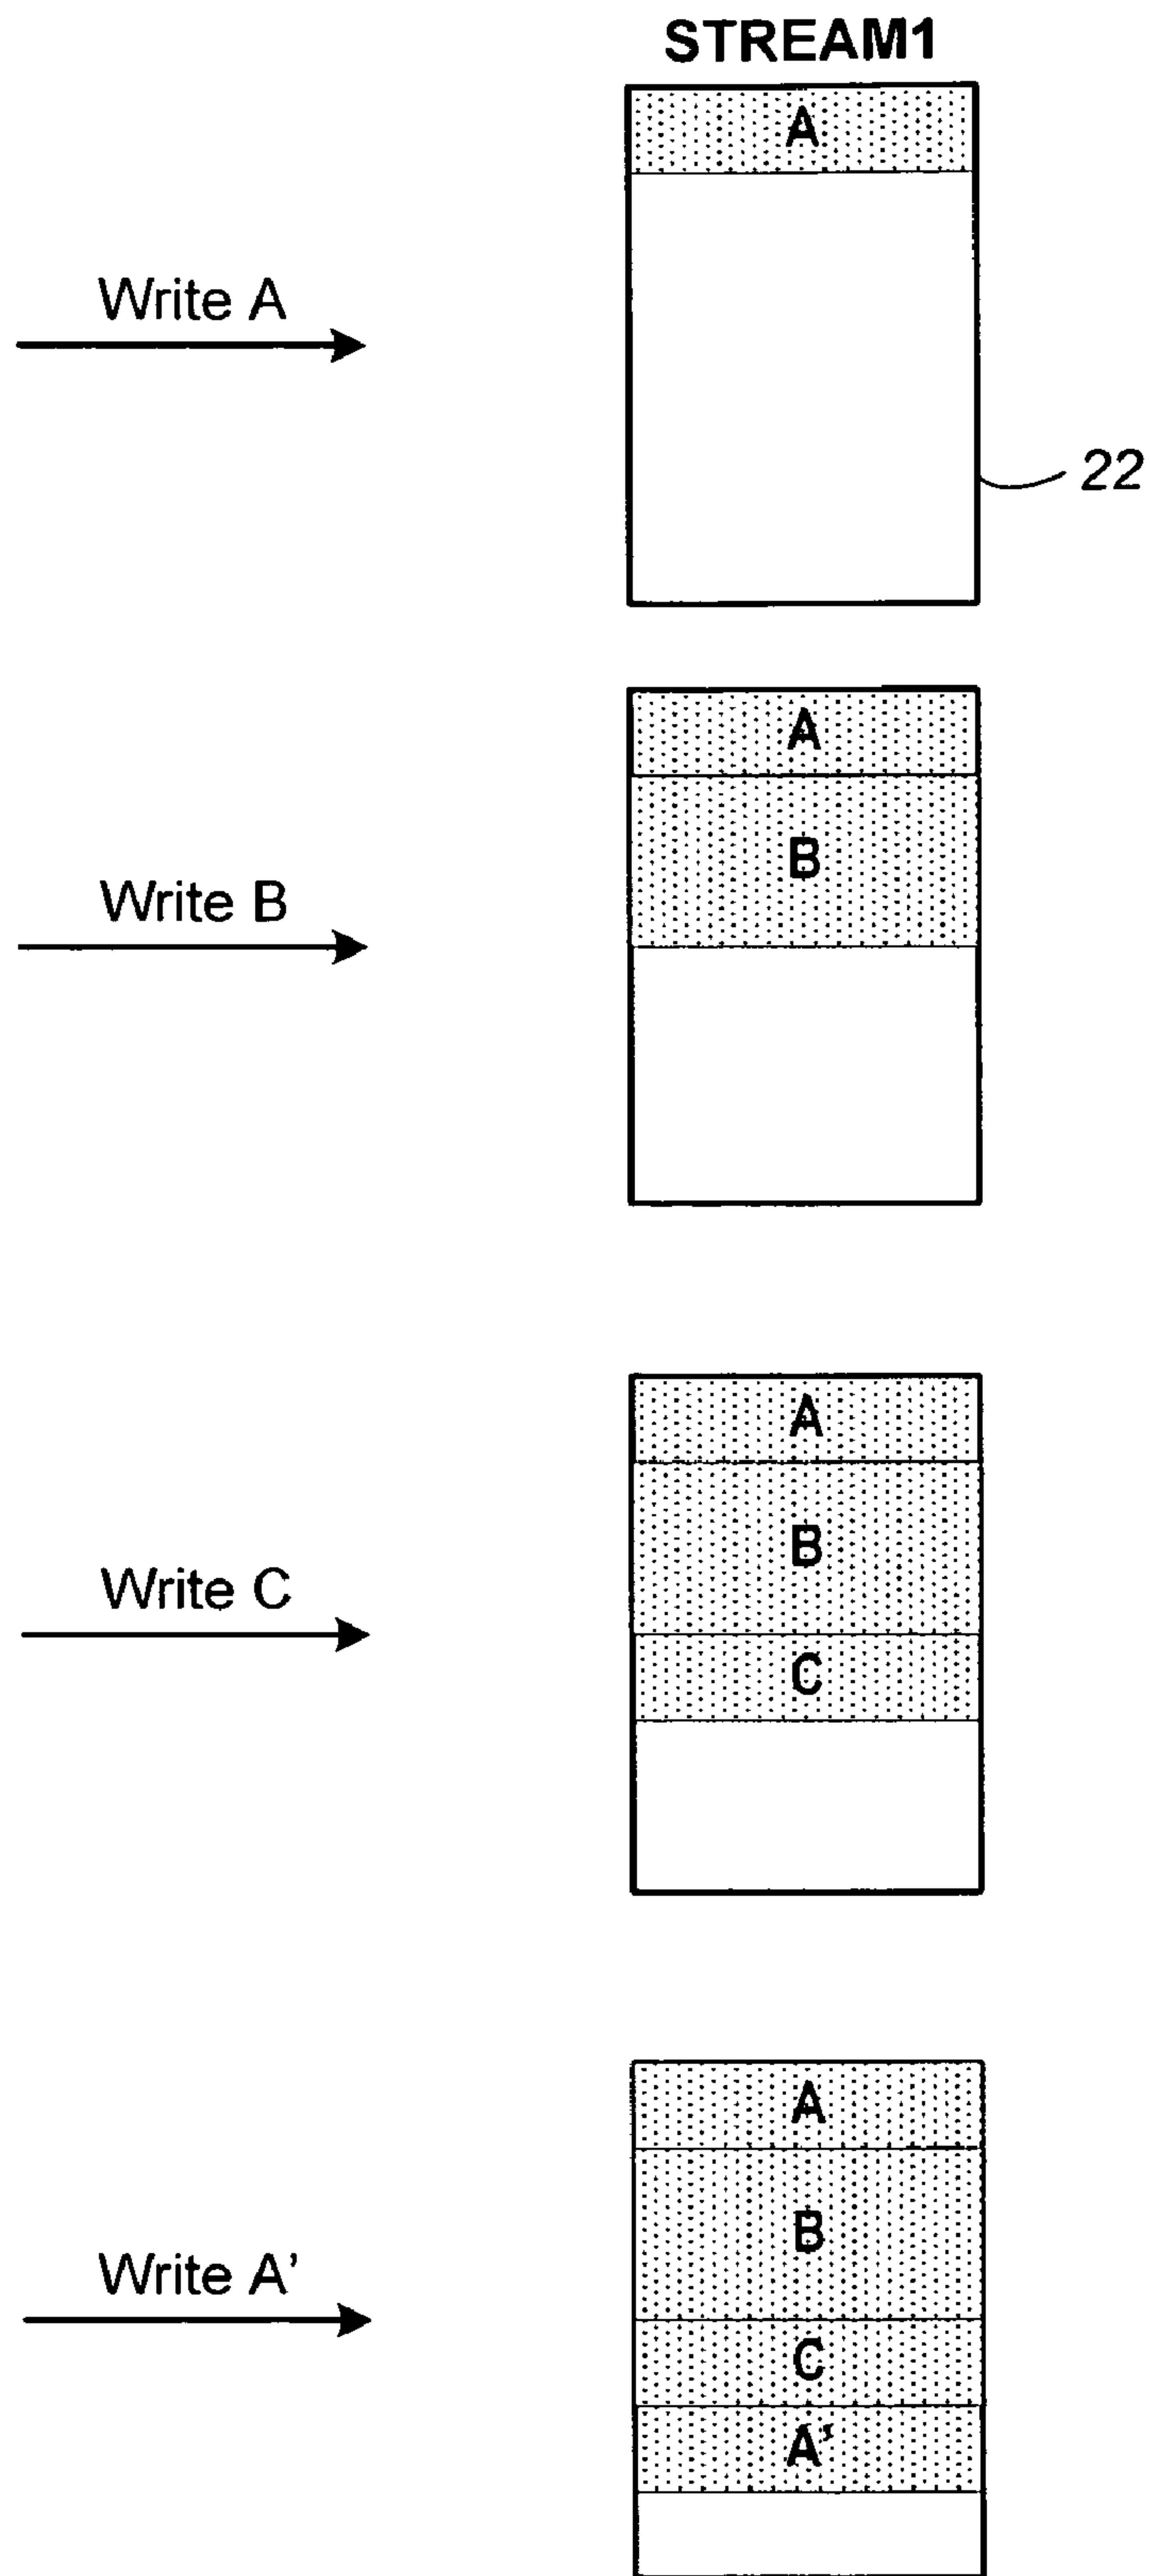 STREAM1
A
Write A
22
A
B
Write B
A
B
Write C
C
A
B
Write A’
C
A’